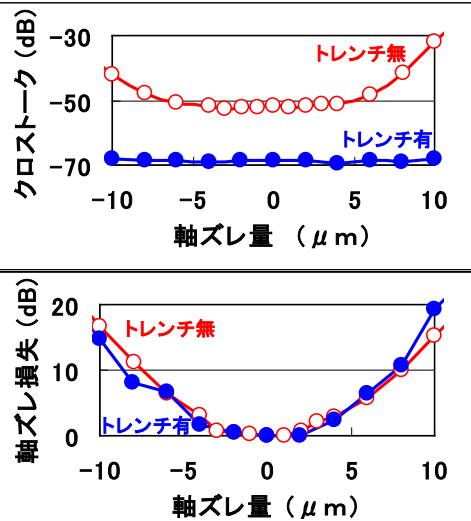 クロストーク (dB)
-30
-50
-70
トレンチ無
トレンチ有
-10 -5 0 5 10
軸ズレ量 (μm)
軸ズレ損失 (dB)
20
10
0
トレンチ無
トレンチ有
-10 -5 0 5 10
軸ズレ量 (μm)